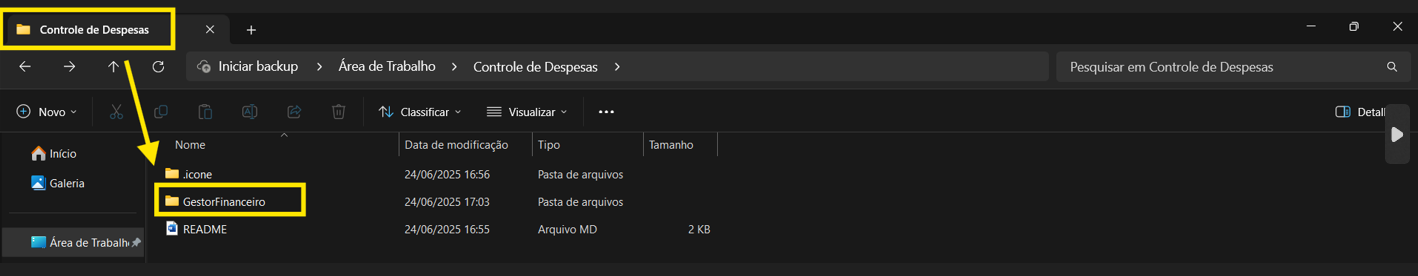 Controle de Despesas
Iniciar backup > Área de Trabalho > Controle de Despesas >
Pesquisar em Controle de Despesas
Novo
Classificar
Visualizar
Detall
Nome Data de modificação Tipo Tamanho
Início
Galeria
Área de Trabalh
.icone 24/06/2025 16:56 Pasta de arquivos
GestorFinanceiro 24/06/2025 17:03 Pasta de arquivos
README 24/06/2025 16:55 Arquivo MD 2 KB